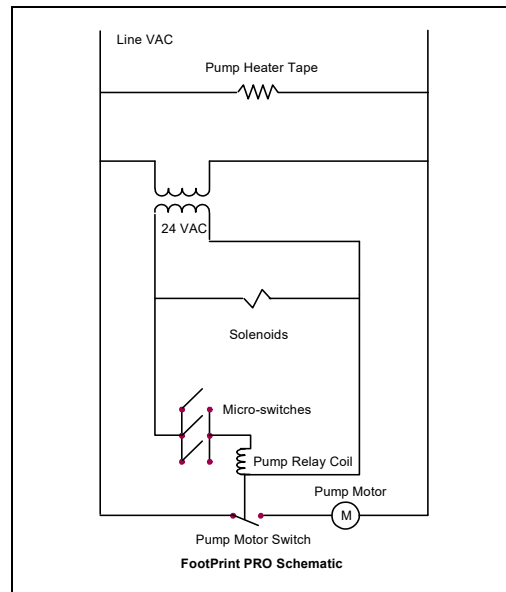 Line VAC
Pump Heater Tape
24 VAC
Solenoids
Micro-switches
Pump Relay Coil
Pump Motor
M
Pump Motor Switch
FootPrint PRO Schematic